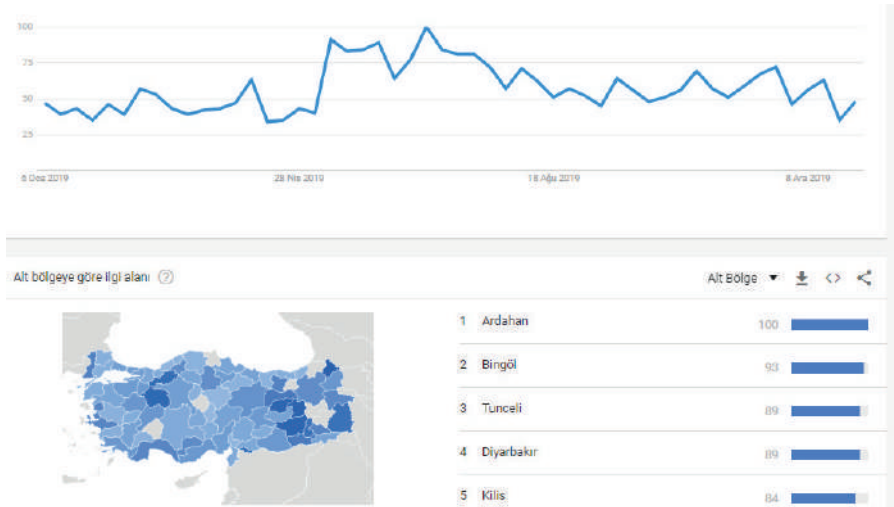 100
75
50
25
6 Oca 2019
28 Nis 2019
18 Ağu 2019
8 Ara 2019
Alt bölgeye göre ilgi alanı ?
Alt Bölge
1 Ardahan 100
2 Bingöl 93
3 Tunceli 89
4 Diyarbakır 89
5 Kilis 84